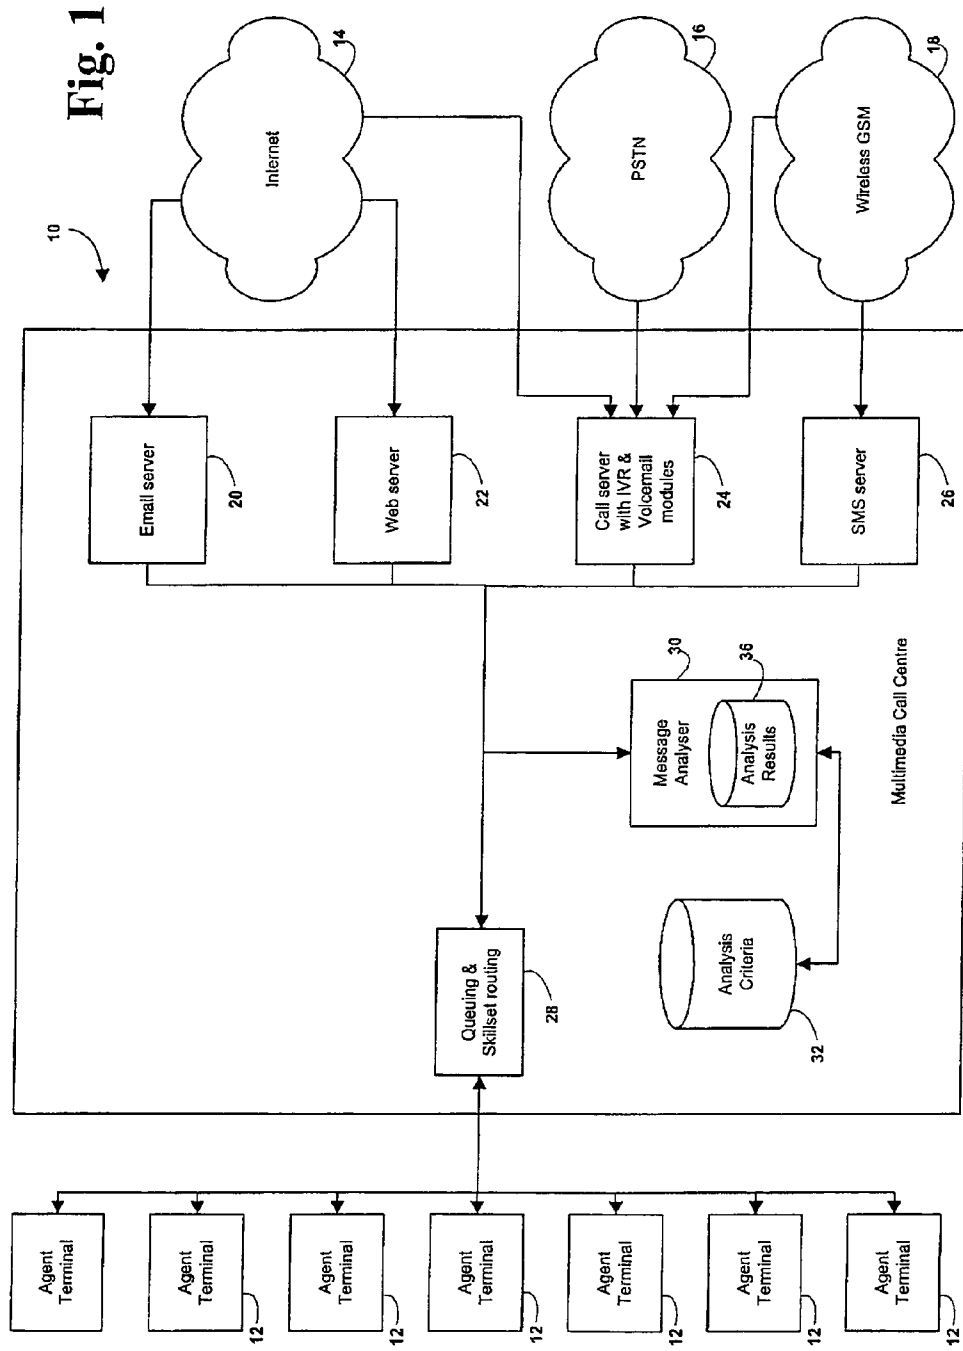 Fig. 1
10
Internet
14
PSTN
16
Wireless GSM
18
Email server
20
Web server
22
Call server
with IVR &
Voicemail
modules
24
SMS server
26
Message
Analyser
30
Analysis
Results
36
Multimedia Call Centre
Queuing &
Skillset routing
28
Analysis
Criteria
32
Agent
Terminal
Agent
Terminal
12
Agent
Terminal
12
Agent
Terminal
12
Agent
Terminal
12
Agent
Terminal
12
Agent
Terminal
12